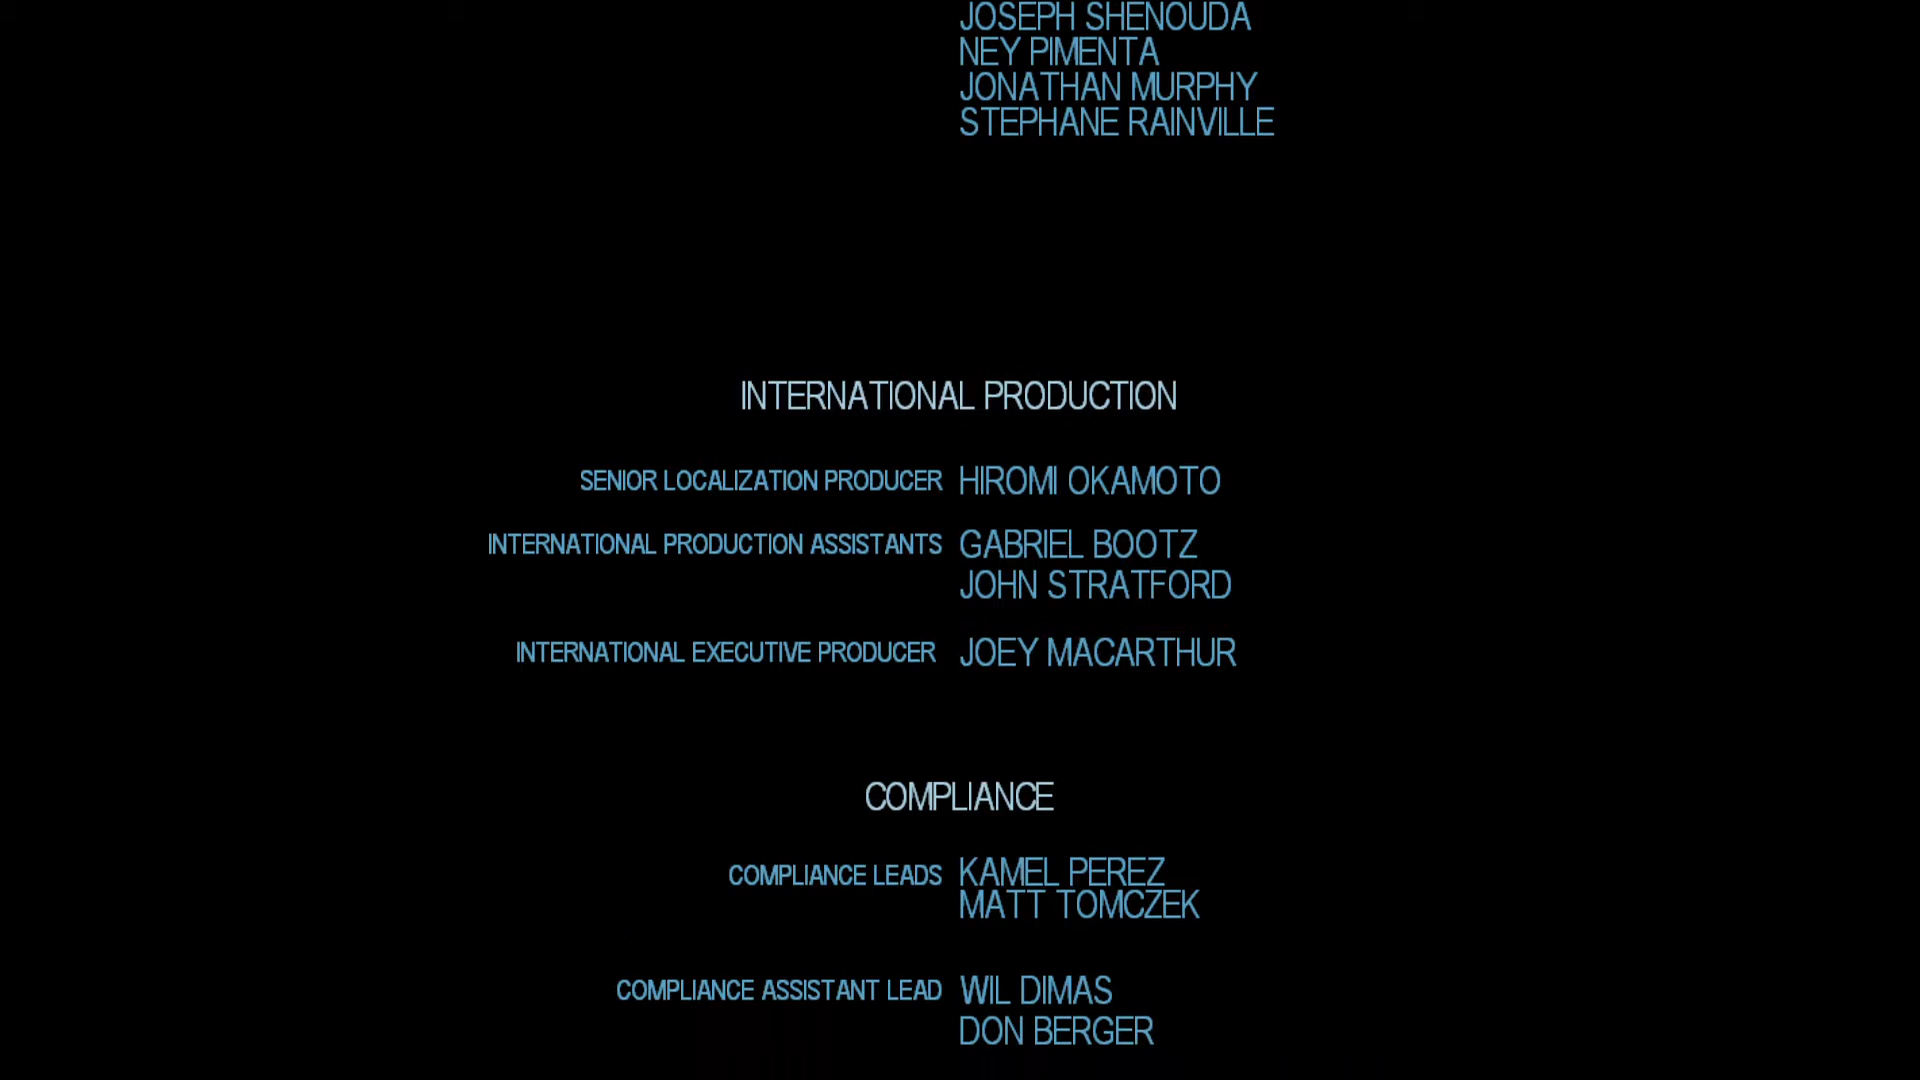 JOSEPH SHENOUDA
NEY PIMENTA
JONATHAN MURPHY
STEPHANE RAINVILLE
INTERNATIONAL PRODUCTION
SENIOR LOCALIZATION PRODUCER HIROMI OKAMOTO
INTERNATIONAL PRODUCTION ASSISTANTS GABRIEL BOOTZ
JOHN STRATFORD
INTERNATIONAL EXECUTIVE PRODUCER JOEY MACARTHUR
COMPLIANCE
COMPLIANCE LEADS KAMEL PEREZ
MATT TOMCZEK
COMPLIANCE ASSISTANT LEAD WIL DIMAS
DON BERGER